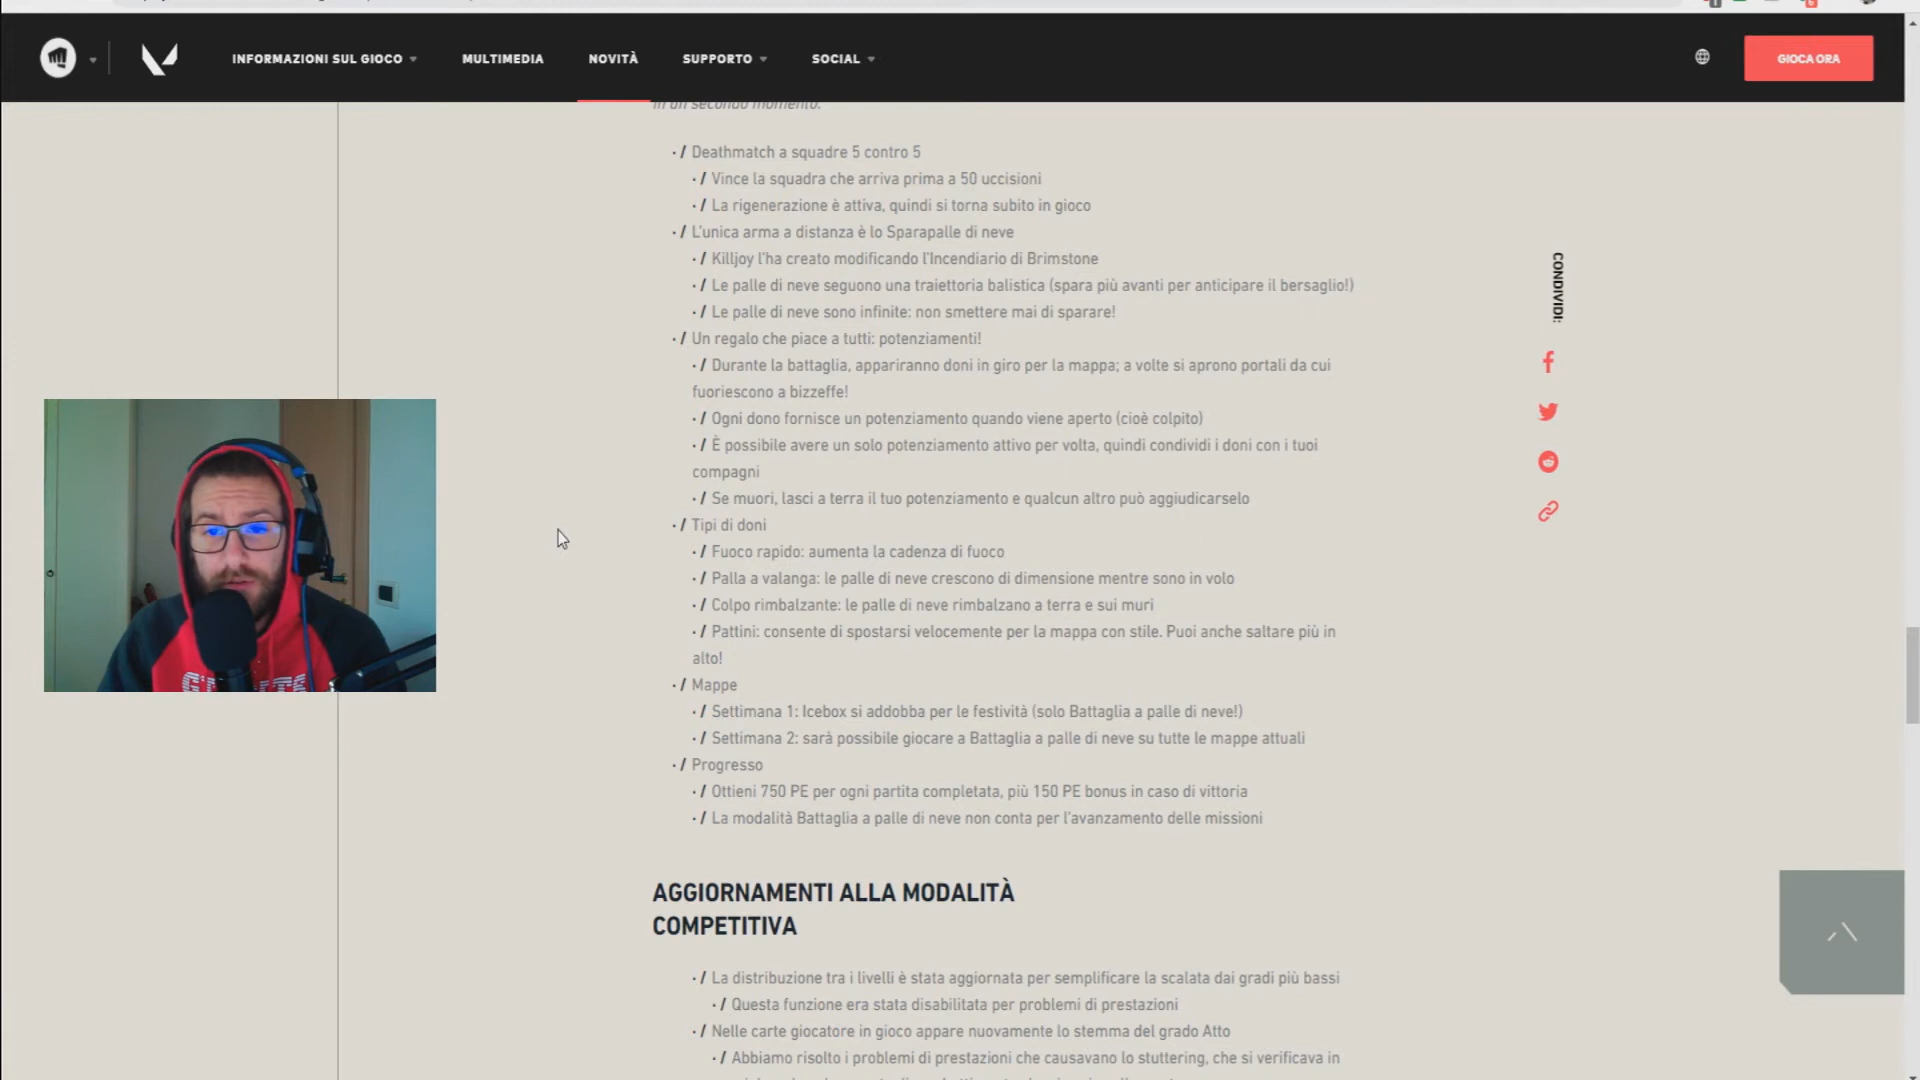 INFORMAZIONI SUL GIOCO
MULTIMEDIA
NOVITÀ
SUPPORTO
SOCIAL
GIOCA ORA
in un secondo momento.
· / Deathmatch a squadre 5 contro 5
· / Vince la squadra che arriva prima a 50 uccisioni
· / La rigenerazione è attiva, quindi si torna subito in gioco
· / L'unica arma a distanza è lo Sparapalle di neve
· / Killjoy l'ha creato modificando l'Incendiario di Brimstone
· / Le palle di neve seguono una traiettoria balistica (spara più avanti per anticipare il bersaglio!)
· / Le palle di neve sono infinite: non smettere mai di sparare!
· / Un regalo che piace a tutti: potenziamenti!
· / Durante la battaglia, appariranno doni in giro per la mappa; a volte si aprono portali da cui
fuoriescono a bizzeffe!
· / Ogni dono fornisce un potenziamento quando viene aperto (cioè colpito)
· / È possibile avere un solo potenziamento attivo per volta, quindi condividi i doni con i tuoi
compagni
· / Se muori, lasci a terra il tuo potenziamento e qualcun altro può aggiudicarselo
· / Tipi di doni
· / Fuoco rapido: aumenta la cadenza di fuoco
· / Palla a valanga: le palle di neve crescono di dimensione mentre sono in volo
· / Colpo rimbalzante: le palle di neve rimbalzano a terra e sui muri
· / Pattini: consente di spostarsi velocemente per la mappa con stile. Puoi anche saltare più in
alto!
· / Mappe
· / Settimana 1: Icebox si addobba per le festività (solo Battaglia a palle di neve!)
· / Settimana 2: sarà possibile giocare a Battaglia a palle di neve su tutte le mappe attuali
· / Progresso
· / Ottieni 750 PE per ogni partita completata, più 150 PE bonus in caso di vittoria
· / La modalità Battaglia a palle di neve non conta per l'avanzamento delle missioni
AGGIORNAMENTI ALLA MODALITÀ
COMPETITIVA
· / La distribuzione tra i livelli è stata aggiornata per semplificare la scalata dai gradi più bassi
· / Questa funzione era stata disabilitata per problemi di prestazioni
· / Nelle carte giocatore in gioco appare nuovamente lo stemma del grado Atto
· / Abbiamo risolto i problemi di prestazioni che causavano lo stuttering, che si verificava in
CONDIVIDI: